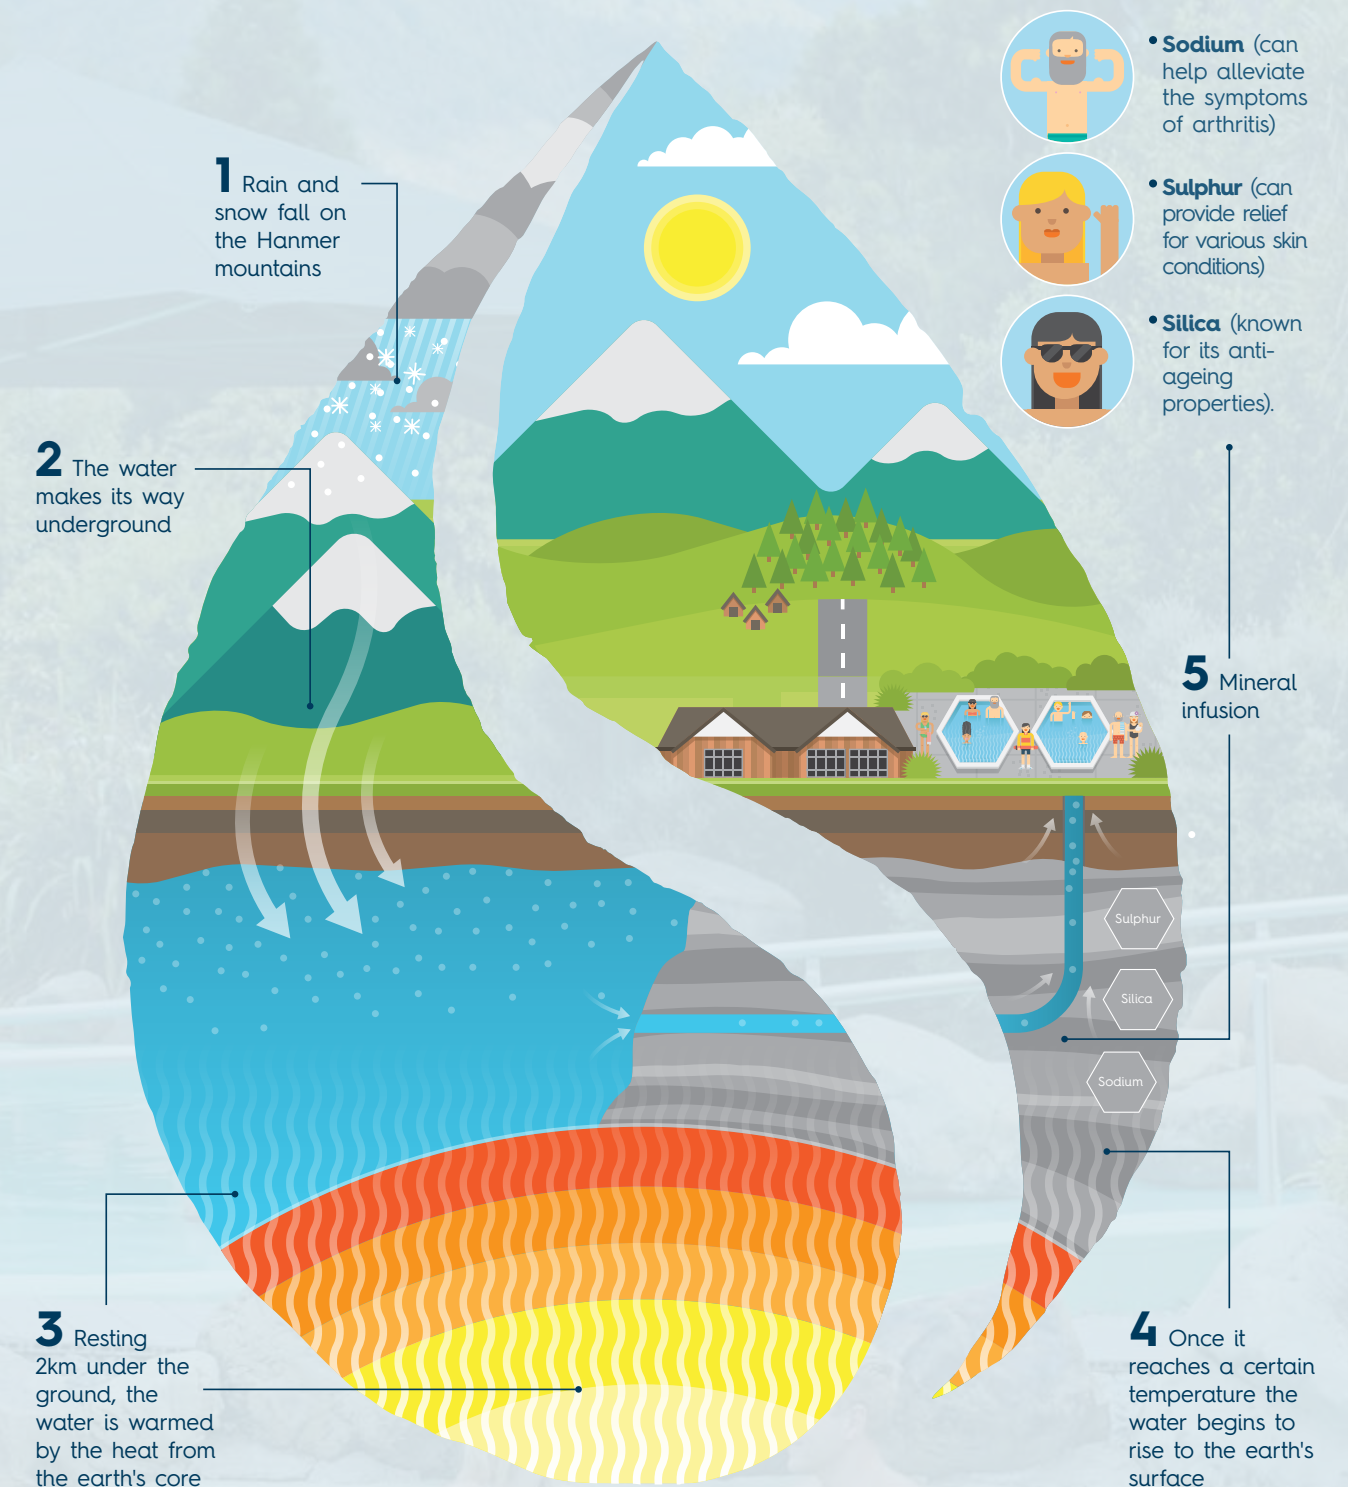 1 Rain and
snow fall on
the Hanmer
mountains
2 The water
makes its way
underground
3 Resting
2km under the
ground, the
water is warmed
by the heat from
the earth's core
4 Once it
reaches a certain
temperature the
water begins to
rise to the earth's
surface
5 Mineral
infusion
• Sodium (can
help alleviate
the symptoms
of arthritis)
• Sulphur (can
provide relief
for various skin
conditions)
• Silica (known
for its anti-
ageing
properties).
Sulphur
Silica
Sodium